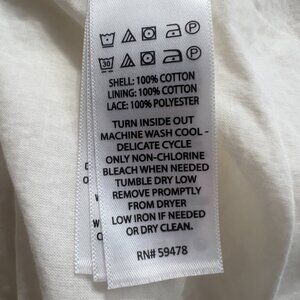 30
SHELL: 100% COTTON
LINING: 100% COTTON
LACE: 100% POLYESTER
TURN INSIDE OUT
MACHINE WASH COOL -
DELICATE CYCLE
ONLY NON-CHLORINE
BLEACH WHEN NEEDED
TUMBLE DRY LOW
REMOVE PROMPTLY
FROM DRYER
LOW IRON IF NEEDED
OR DRY CLEAN.
RN# 59478